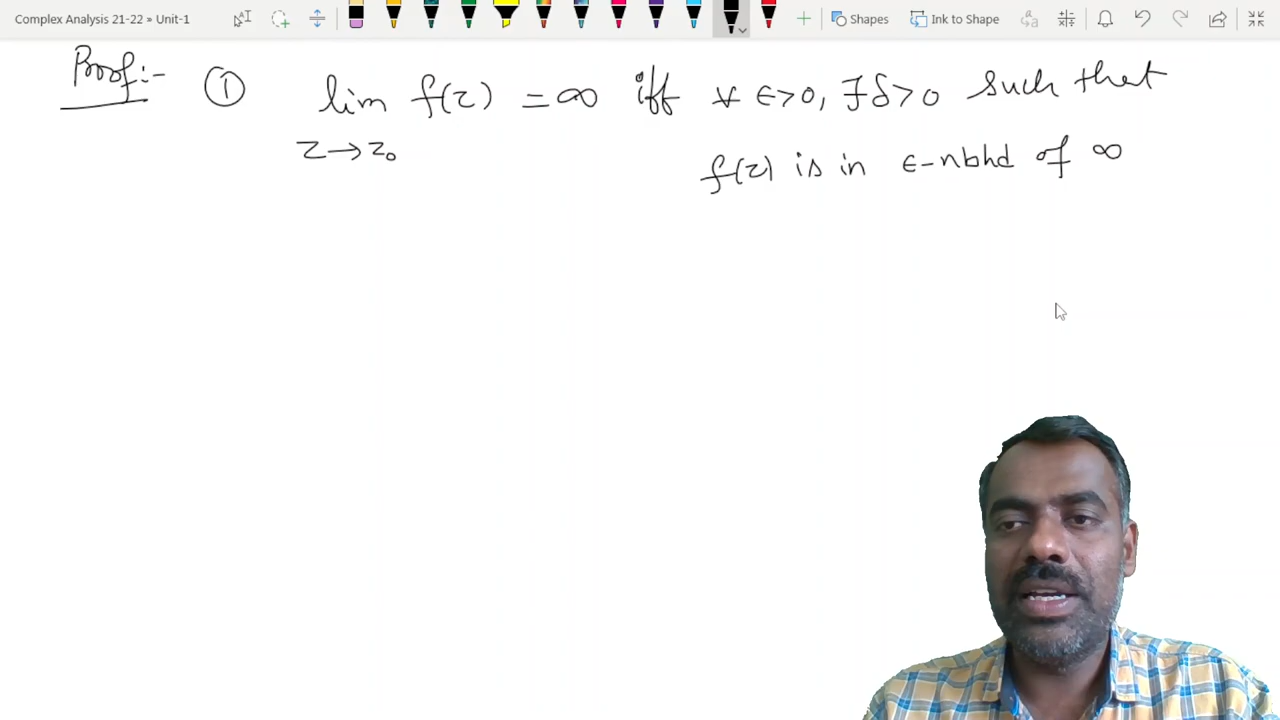 Complex Analysis 21-22 » Unit-1
Shapes
Ink to Shape
Proof:- ① lim f(z) = ∞ iff ∀ ε>0, ∃ δ>0 such that
z→z₀
f(z) is in ε-nbhd of ∞